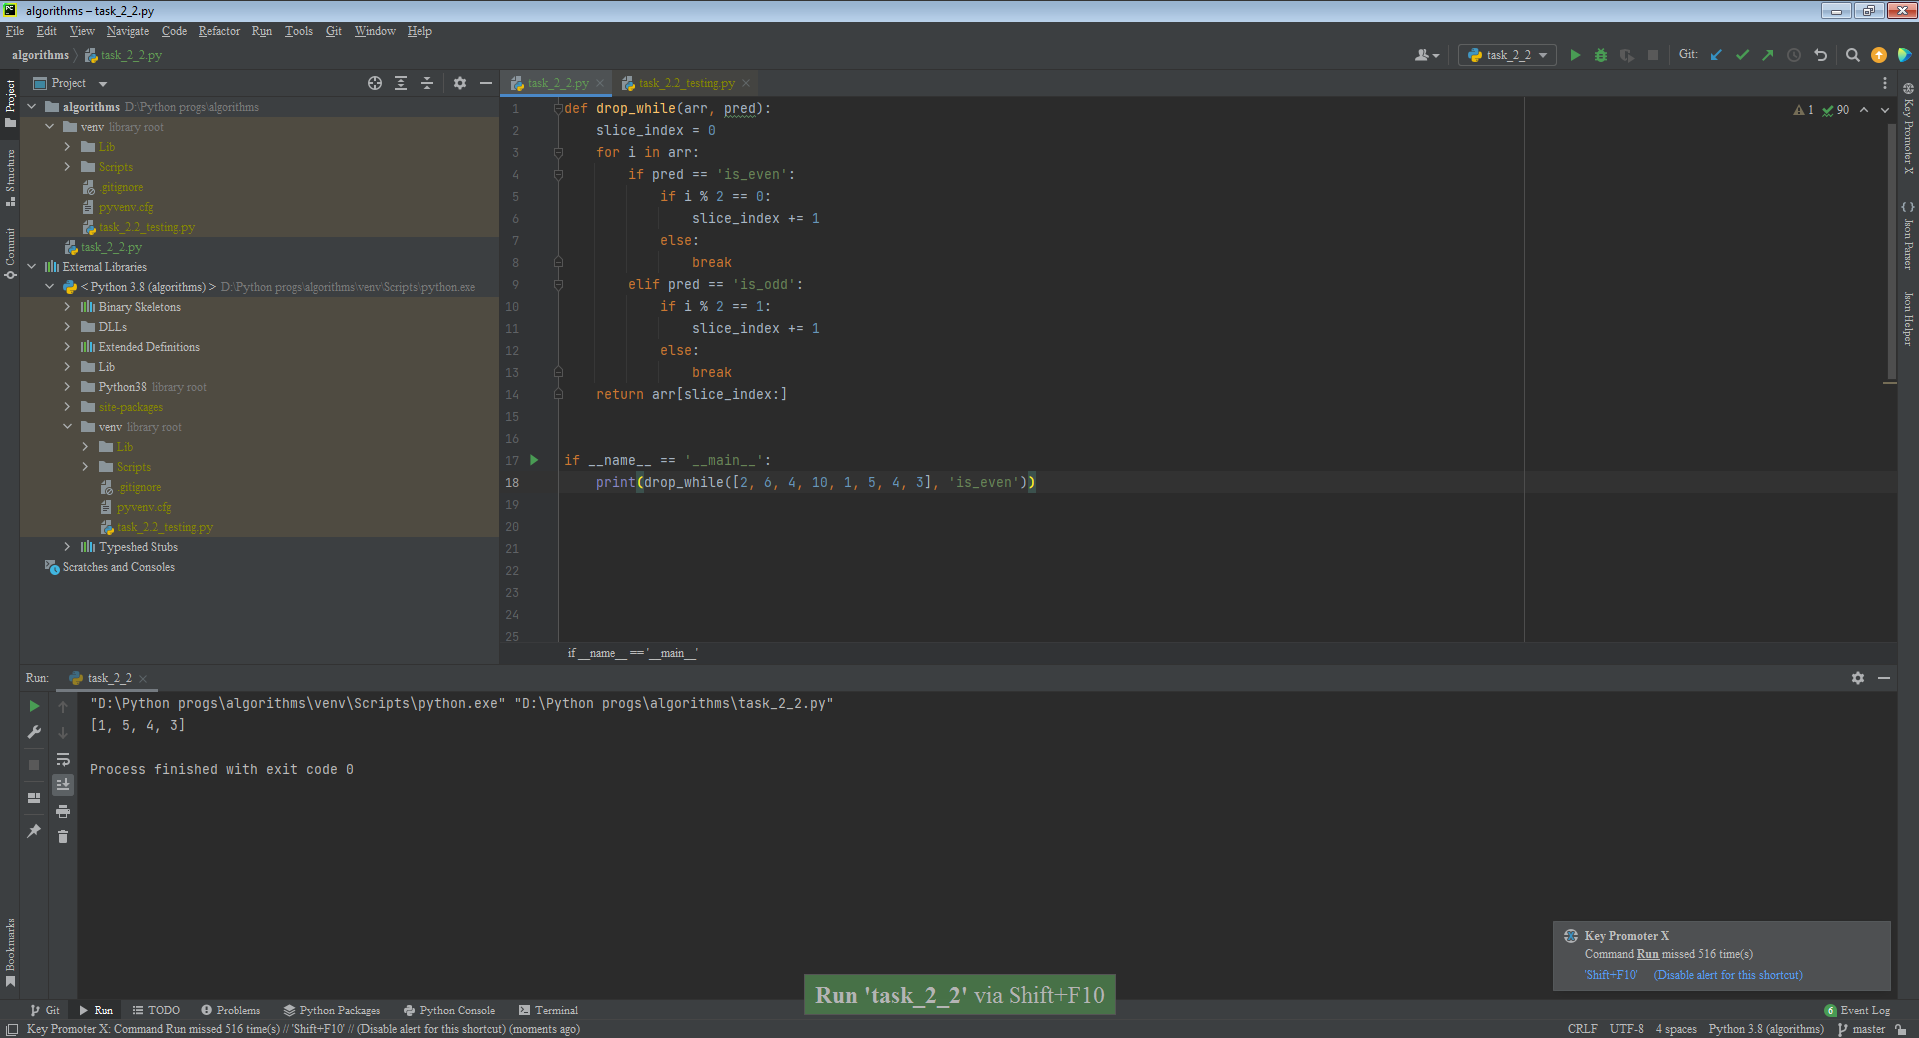 algorithms – task_2_2.py
File Edit View Navigate Code Refactor Run Tools Git Window Help
algorithms task_2_2.py
task_2_2
Git:
Project
task_2_2.py
task_2.2_testing.py
Project
Structure
Commit
Bookmarks
algorithms D:\Python progs\algorithms
venv library root
Lib
Scripts
.gitignore
pyvenv.cfg
task_2.2_testing.py
task_2_2.py
External Libraries
< Python 3.8 (algorithms) > D:\Python progs\algorithms\venv\Scripts\python.exe
Binary Skeletons
DLLs
Extended Definitions
Lib
Python38 library root
site-packages
venv library root
Lib
Scripts
.gitignore
pyvenv.cfg
task_2.2_testing.py
Typeshed Stubs
Scratches and Consoles
1 def drop_while(arr, pred):
2 slice_index = 0
3 for i in arr:
4 if pred == 'is_even':
5 if i % 2 == 0:
6 slice_index += 1
7 else:
8 break
9 elif pred == 'is_odd':
10 if i % 2 == 1:
11 slice_index += 1
12 else:
13 break
14 return arr[slice_index:]
15
16
17 if __name__ == '__main__':
18 print(drop_while([2, 6, 4, 10, 1, 5, 4, 3], 'is_even'))
19
20
21
22
23
24
25
1 90
if __name__ == '__main__'
Key Promoter X
Json Parser
Json Helper
Run: task_2_2
"D:\Python progs\algorithms\venv\Scripts\python.exe" "D:\Python progs\algorithms\task_2_2.py"
[1, 5, 4, 3]
Process finished with exit code 0
Key Promoter X
Command Run missed 516 time(s)
'Shift+F10' (Disable alert for this shortcut)
Run 'task_2_2' via Shift+F10
Git Run TODO Problems Python Packages Python Console Terminal
6 Event Log
Key Promoter X: Command Run missed 516 time(s) // 'Shift+F10' // (Disable alert for this shortcut) (moments ago)
CRLF UTF-8 4 spaces Python 3.8 (algorithms) master